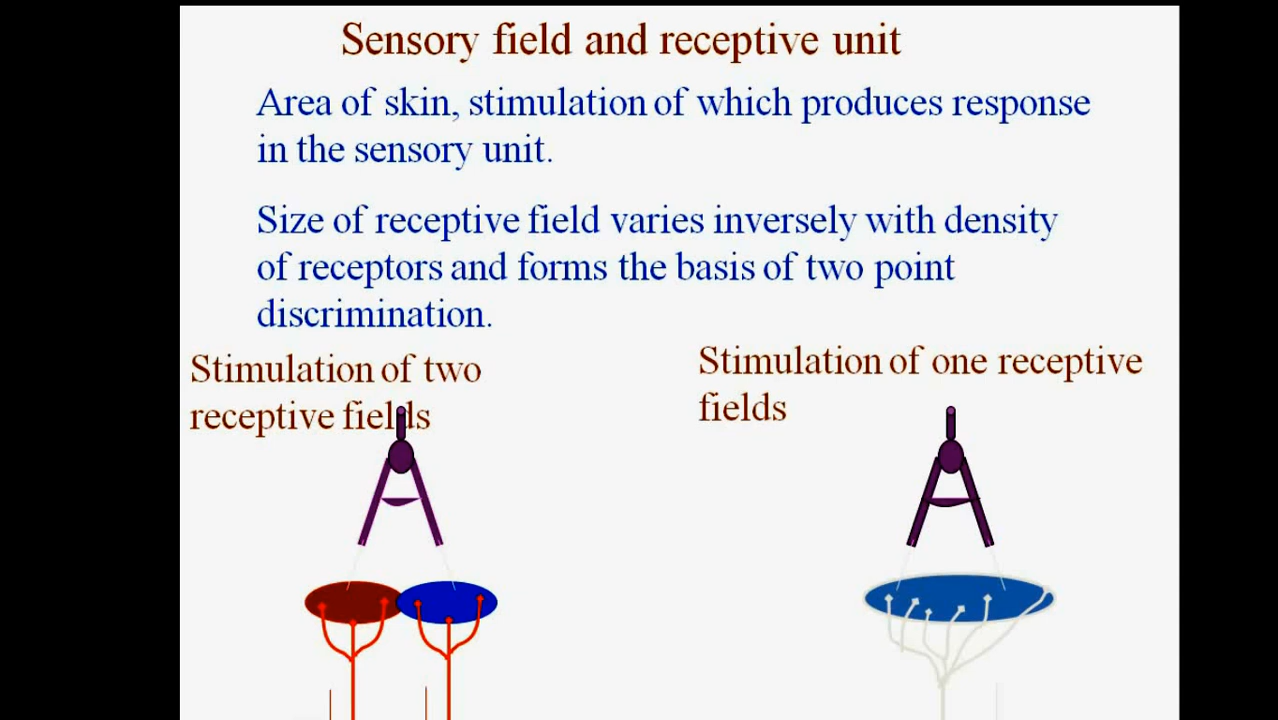 Sensory field and receptive unit
Area of skin, stimulation of which produces response
in the sensory unit.
Size of receptive field varies inversely with density
of receptors and forms the basis of two point
discrimination.
Stimulation of two
receptive fields
Stimulation of one receptive
fields